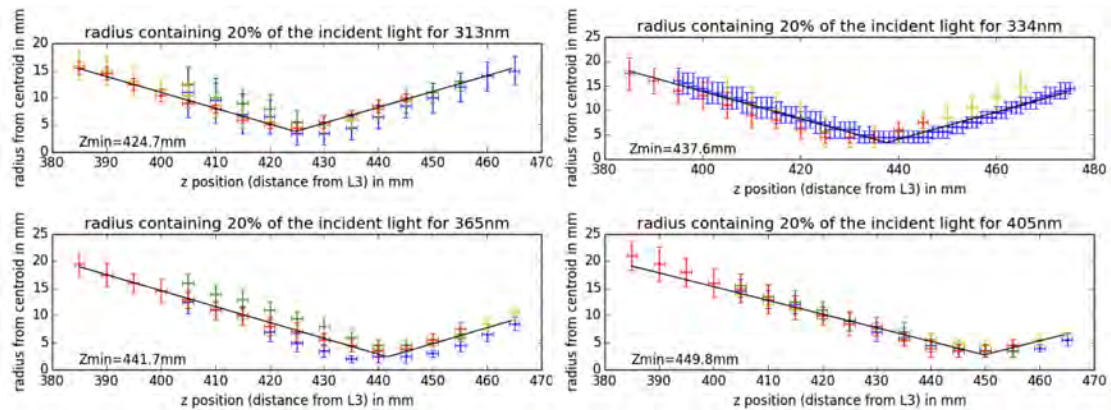 radius containing 20% of the incident light for 313nm
radius from centroid in mm
20
15
10
5
0
Zmin=424.7mm
380 390 400 410 420 430 440 450 460 470
z position (distance from L3) in mm
radius containing 20% of the incident light for 334nm
radius from centroid in mm
25
20
15
10
5
0
Zmin=437.6mm
380 400 420 440 460 480
z position (distance from L3) in mm
radius containing 20% of the incident light for 365nm
radius from centroid in mm
25
20
15
10
5
0
Zmin=441.7mm
380 390 400 410 420 430 440 450 460 470
z position (distance from L3) in mm
radius containing 20% of the incident light for 405nm
radius from centroid in mm
25
20
15
10
5
0
Zmin=449.8mm
380 390 400 410 420 430 440 450 460 470
z position (distance from L3) in mm